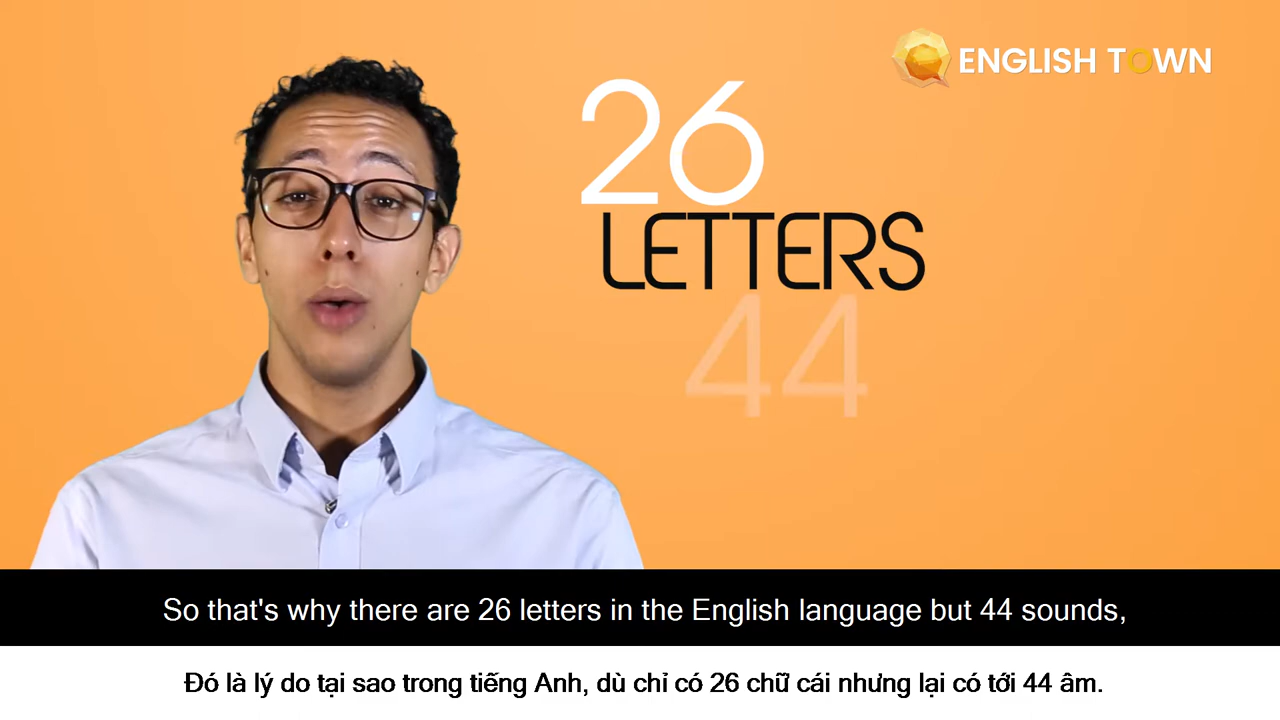 ENGLISH TOWN
26
LETTERS
44
So that's why there are 26 letters in the English language but 44 sounds,
Đó là lý do tại sao trong tiếng Anh, dù chỉ có 26 chữ cái nhưng lại có tới 44 âm.